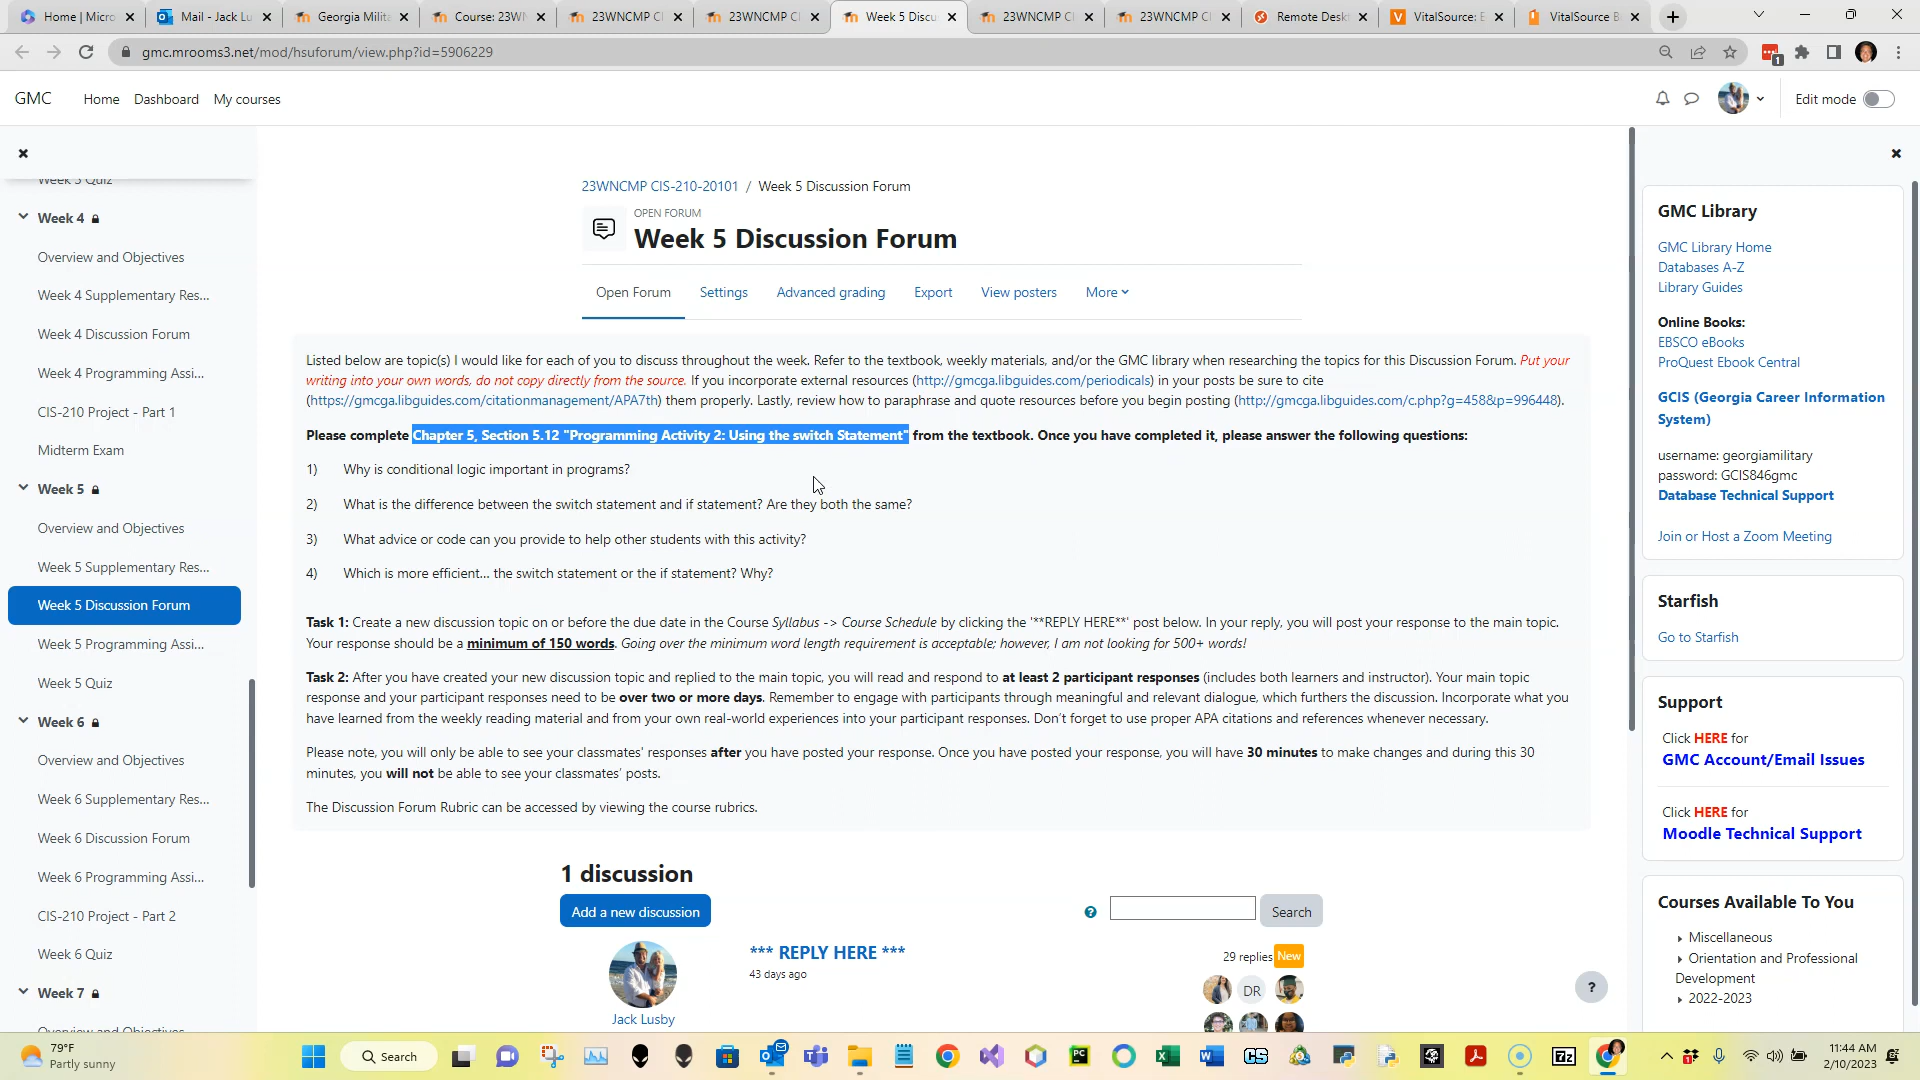 Home | Micro
Mail - Jack Lu
Georgia Milita
Course: 23WN
23WNCMP CI
23WNCMP CI
Week 5 Discu
23WNCMP CI
23WNCMP CI
Remote Deskt
VitalSource: E
VitalSource B
gmc.mrooms3.net/mod/hsuforum/view.php?id=5906229
1
GMC Home Dashboard My courses
Edit mode
Week 3 Quiz
Week 4
Overview and Objectives
Week 4 Supplementary Res...
Week 4 Discussion Forum
Week 4 Programming Assi...
CIS-210 Project - Part 1
Midterm Exam
Week 5
Overview and Objectives
Week 5 Supplementary Res...
Week 5 Discussion Forum
Week 5 Programming Assi...
Week 5 Quiz
Week 6
Overview and Objectives
Week 6 Supplementary Res...
Week 6 Discussion Forum
Week 6 Programming Assi...
CIS-210 Project - Part 2
Week 6 Quiz
Week 7
Overview and Objectives
23WNCMP CIS-210-20101 / Week 5 Discussion Forum
OPEN FORUM
Week 5 Discussion Forum
Open Forum Settings Advanced grading Export View posters More
Listed below are topic(s) I would like for each of you to discuss throughout the week. Refer to the textbook, weekly materials, and/or the GMC library when researching the topics for this Discussion Forum. Put your
writing into your own words, do not copy directly from the source. If you incorporate external resources (http://gmcga.libguides.com/periodicals) in your posts be sure to cite
(https://gmcga.libguides.com/citationmanagement/APA7th) them properly. Lastly, review how to paraphrase and quote resources before you begin posting (http://gmcga.libguides.com/c.php?g=458&p=996448).
Please complete Chapter 5, Section 5.12 "Programming Activity 2: Using the switch Statement" from the textbook. Once you have completed it, please answer the following questions:
1) Why is conditional logic important in programs?
2) What is the difference between the switch statement and if statement? Are they both the same?
3) What advice or code can you provide to help other students with this activity?
4) Which is more efficient... the switch statement or the if statement? Why?
Task 1: Create a new discussion topic on or before the due date in the Course Syllabus -> Course Schedule by clicking the '**REPLY HERE**' post below. In your reply, you will post your response to the main topic.
Your response should be a minimum of 150 words. Going over the minimum word length requirement is acceptable; however, I am not looking for 500+ words!
Task 2: After you have created your new discussion topic and replied to the main topic, you will read and respond to at least 2 participant responses (includes both learners and instructor). Your main topic
response and your participant responses need to be over two or more days. Remember to engage with participants through meaningful and relevant dialogue, which furthers the discussion. Incorporate what you
have learned from the weekly reading material and from your own real-world experiences into your participant responses. Don't forget to use proper APA citations and references whenever necessary.
Please note, you will only be able to see your classmates' responses after you have posted your response. Once you have posted your response, you will have 30 minutes to make changes and during this 30
minutes, you will not be able to see your classmates' posts.
The Discussion Forum Rubric can be accessed by viewing the course rubrics.
1 discussion
Add a new discussion
Search
*** REPLY HERE ***
43 days ago
29 replies New
DR
Jack Lusby
GMC Library
GMC Library Home
Databases A-Z
Library Guides
Online Books:
EBSCO eBooks
ProQuest Ebook Central
GCIS (Georgia Career Information
System)
username: georgiamilitary
password: GCIS846gmc
Database Technical Support
Join or Host a Zoom Meeting
Starfish
Go to Starfish
Support
Click HERE for
GMC Account/Email Issues
Click HERE for
Moodle Technical Support
Courses Available To You
Miscellaneous
Orientation and Professional
Development
2022-2023
?
79°F
Partly sunny
Search
PC
CS
7z
11:44 AM
2/10/2023